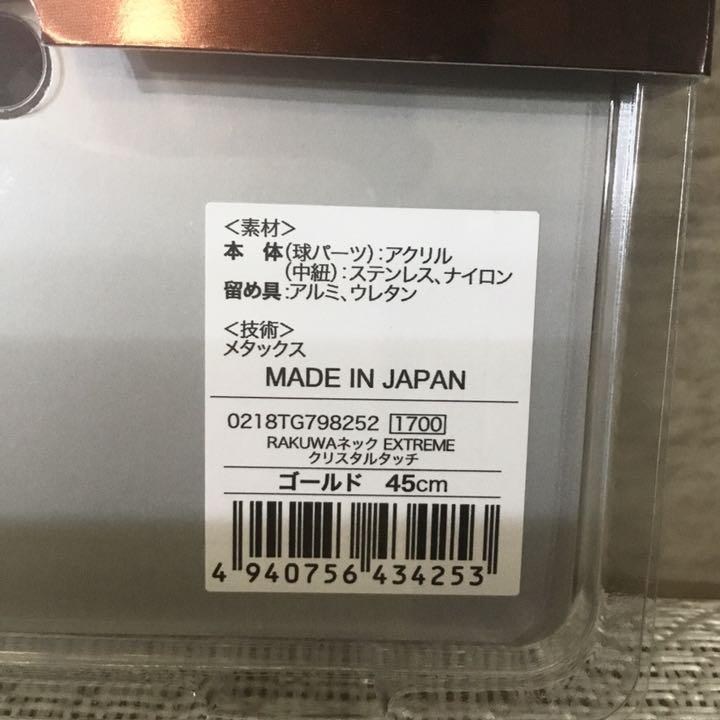 <素材>
本 体(球パーツ):アクリル
(中紐):ステンレス、ナイロン
留め具:アルミ、ウレタン
<技術>
メタックス
MADE IN JAPAN
0218TG798252 1700
RAKUWAネック EXTREME
クリスタルタッチ
ゴールド 45cm
4 940756 434253